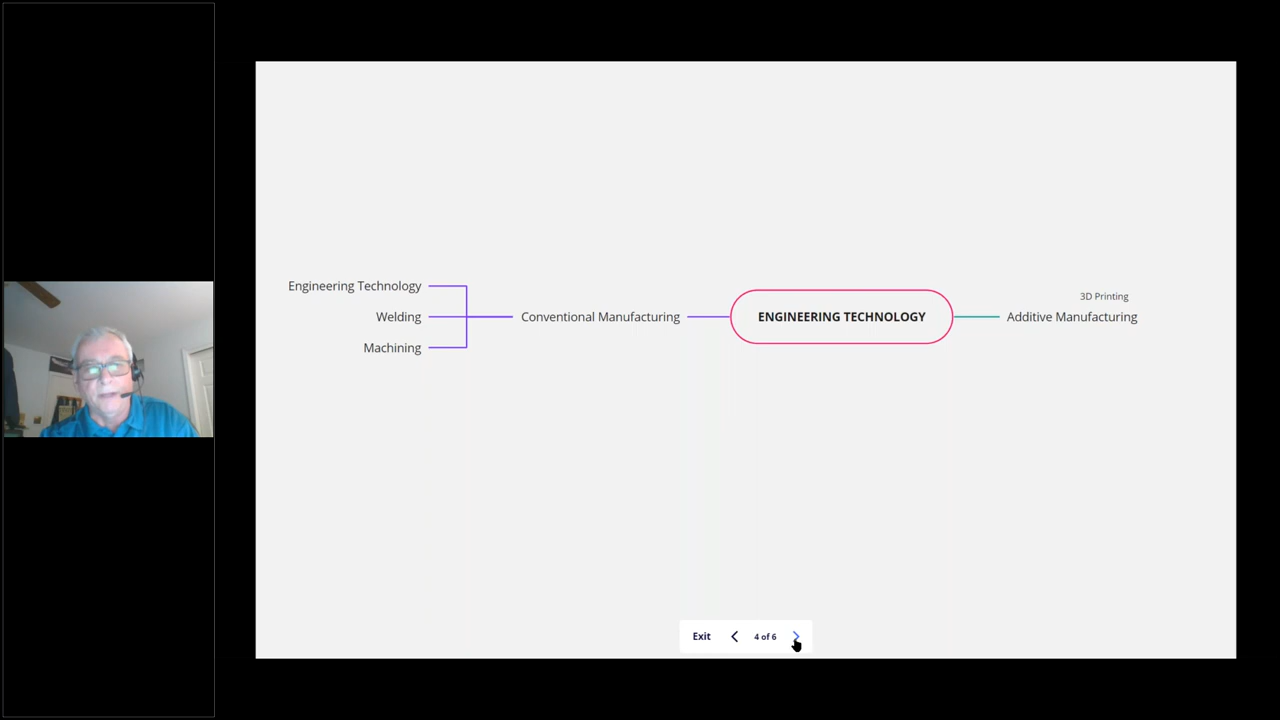 Engineering Technology
Welding
Machining
Conventional Manufacturing
ENGINEERING TECHNOLOGY
3D Printing
Additive Manufacturing
Exit
4 of 6